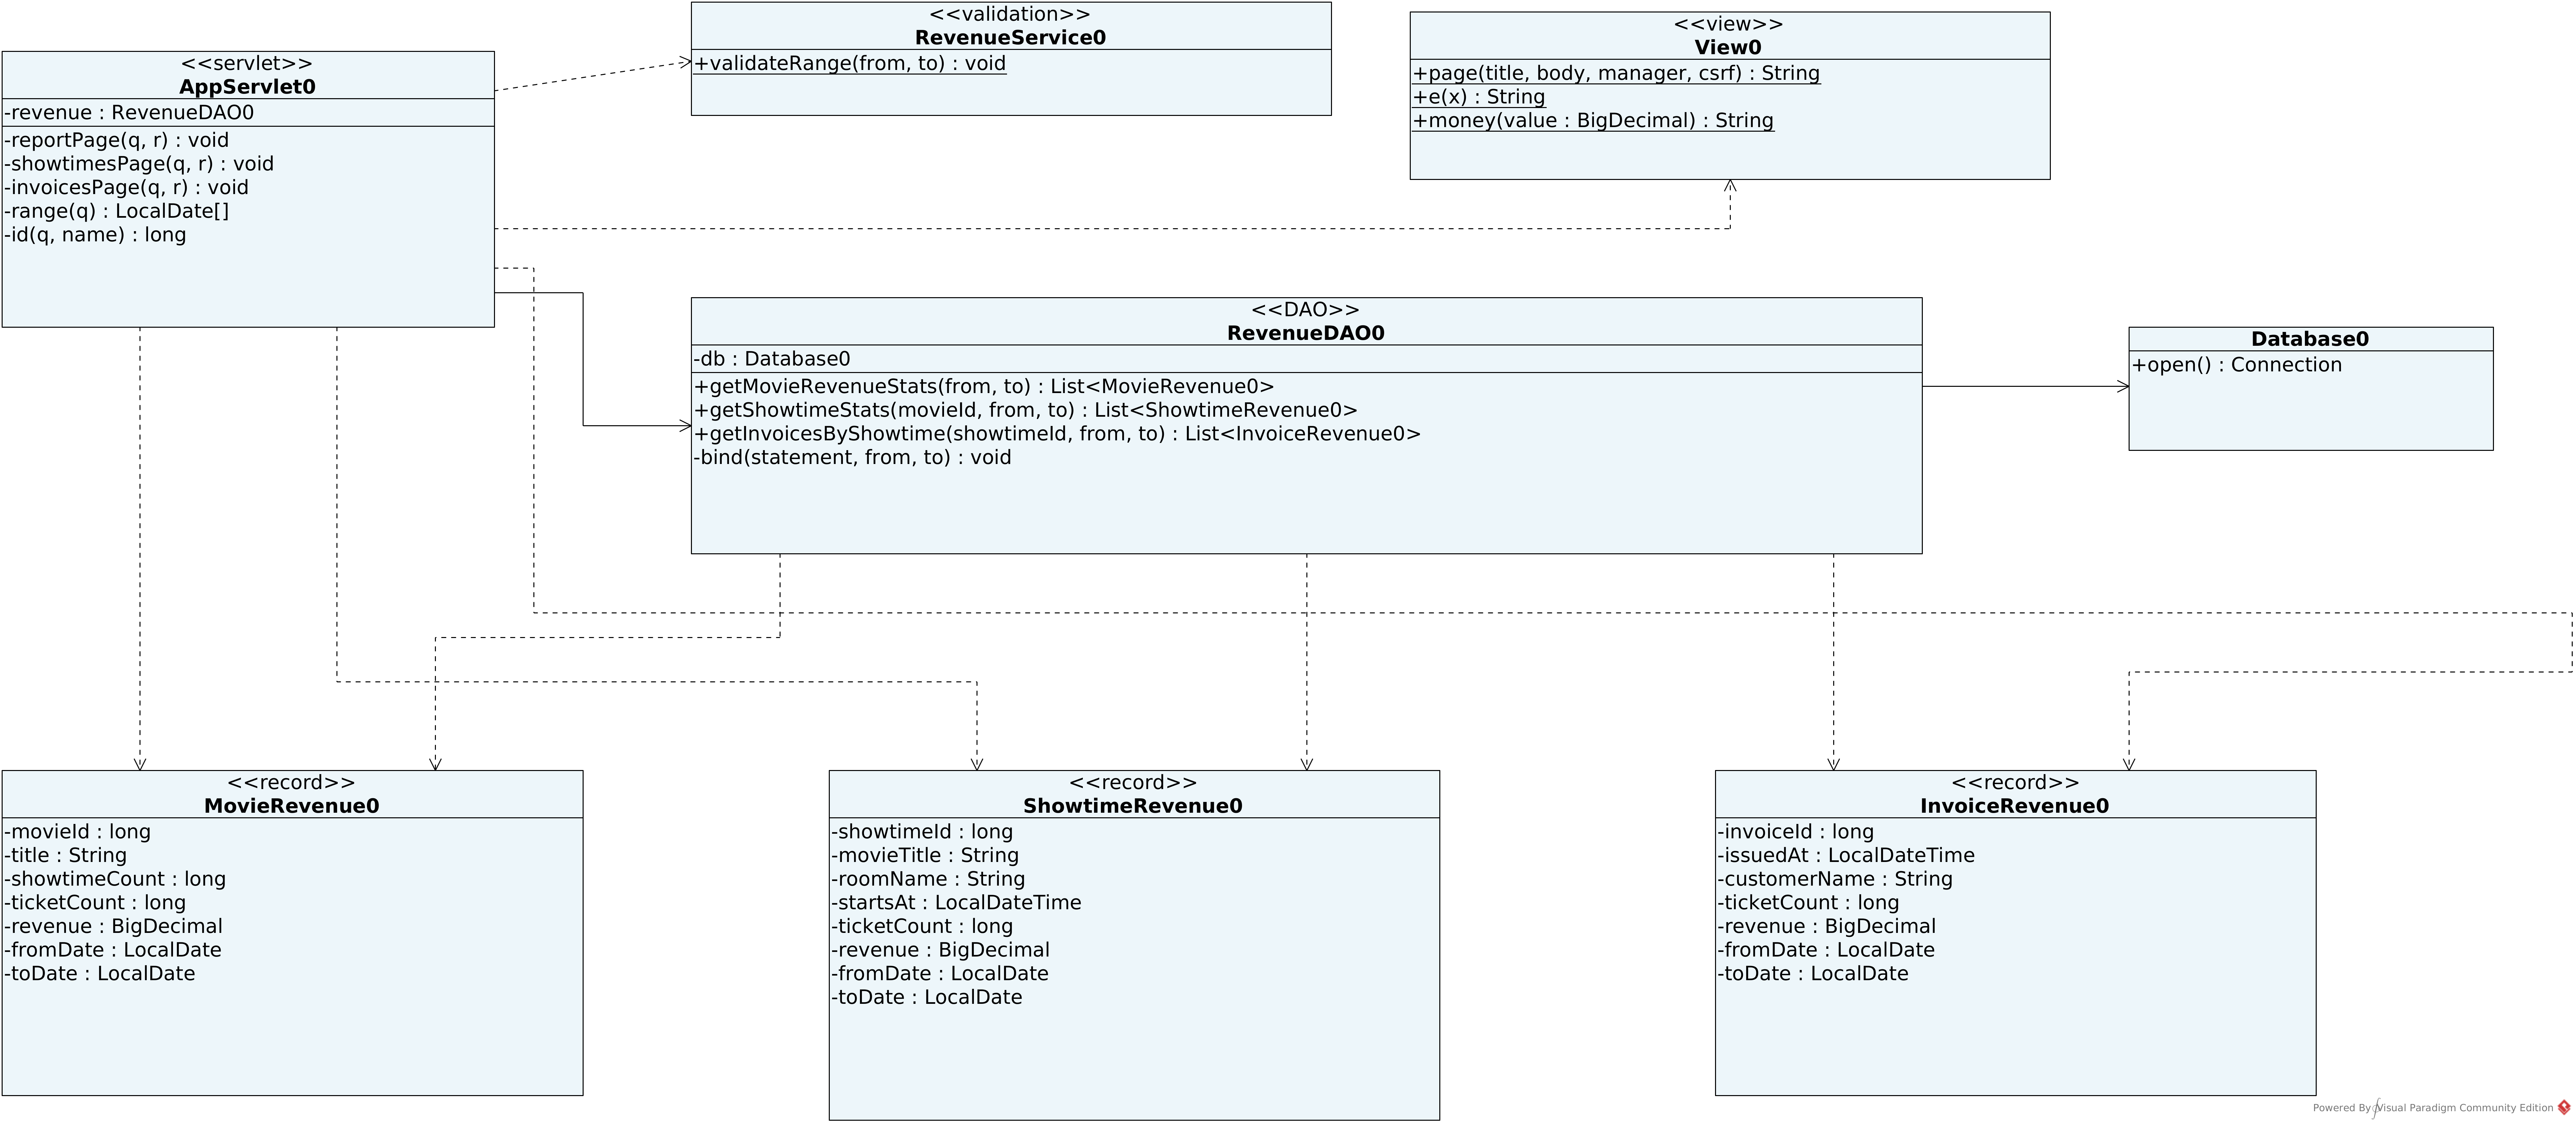 <<servlet>>
AppServlet0
-revenue : RevenueDAO0
-reportPage(q, r) : void
-showtimesPage(q, r) : void
-invoicesPage(q, r) : void
-range(q) : LocalDate[]
-id(q, name) : long
<<validation>>
RevenueService0
+validateRange(from, to) : void
<<view>>
View0
+page(title, body, manager, csrf) : String
+e(x) : String
+money(value : BigDecimal) : String
<<DAO>>
RevenueDAO0
-db : Database0
+getMovieRevenueStats(from, to) : List<MovieRevenue0>
+getShowtimeStats(movieId, from, to) : List<ShowtimeRevenue0>
+getInvoicesByShowtime(showtimeId, from, to) : List<InvoiceRevenue0>
-bind(statement, from, to) : void
Database0
+open() : Connection
<<record>>
MovieRevenue0
-movieId : long
-title : String
-showtimeCount : long
-ticketCount : long
-revenue : BigDecimal
-fromDate : LocalDate
-toDate : LocalDate
<<record>>
ShowtimeRevenue0
-showtimeId : long
-movieTitle : String
-roomName : String
-startsAt : LocalDateTime
-ticketCount : long
-revenue : BigDecimal
-fromDate : LocalDate
-toDate : LocalDate
<<record>>
InvoiceRevenue0
-invoiceId : long
-issuedAt : LocalDateTime
-customerName : String
-ticketCount : long
-revenue : BigDecimal
-fromDate : LocalDate
-toDate : LocalDate
Powered By Visual Paradigm Community Edition